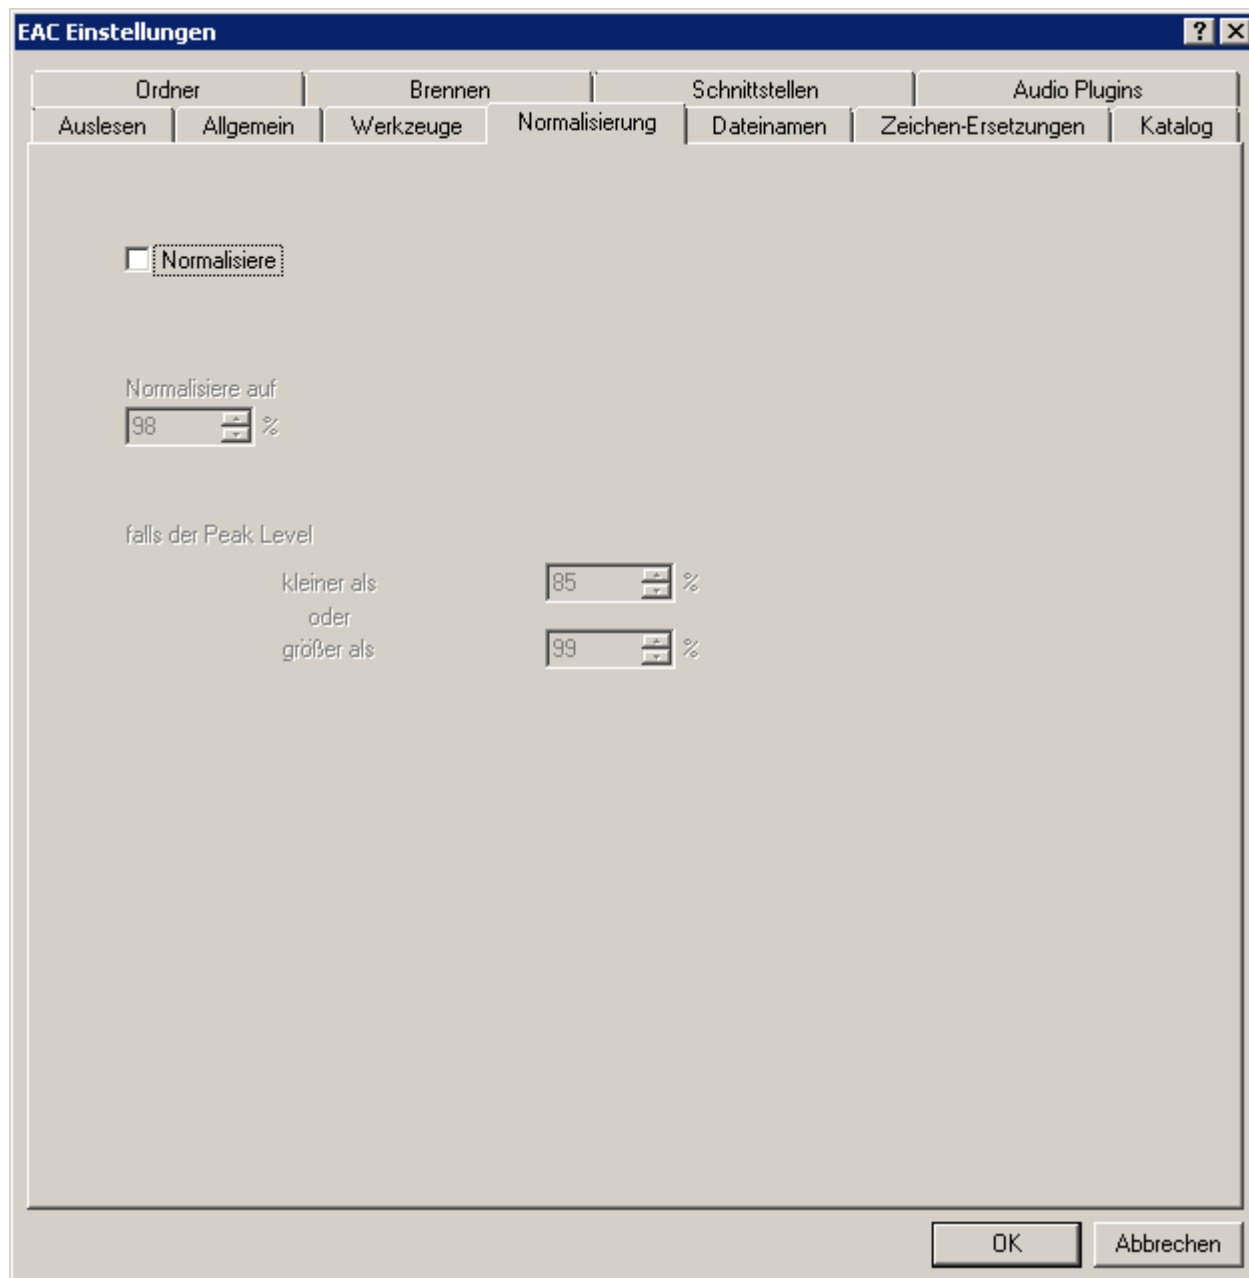 EAC Einstellungen
Ordner Brennen Schnittstellen Audio Plugins
Auslesen Allgemein Werkzeuge Normalisierung Dateinamen Zeichen-Ersetzungen Katalog
Normalisiere
Normalisiere auf
98 %
falls der Peak Level
kleiner als 85 %
oder
größer als 99 %
OK Abbrechen